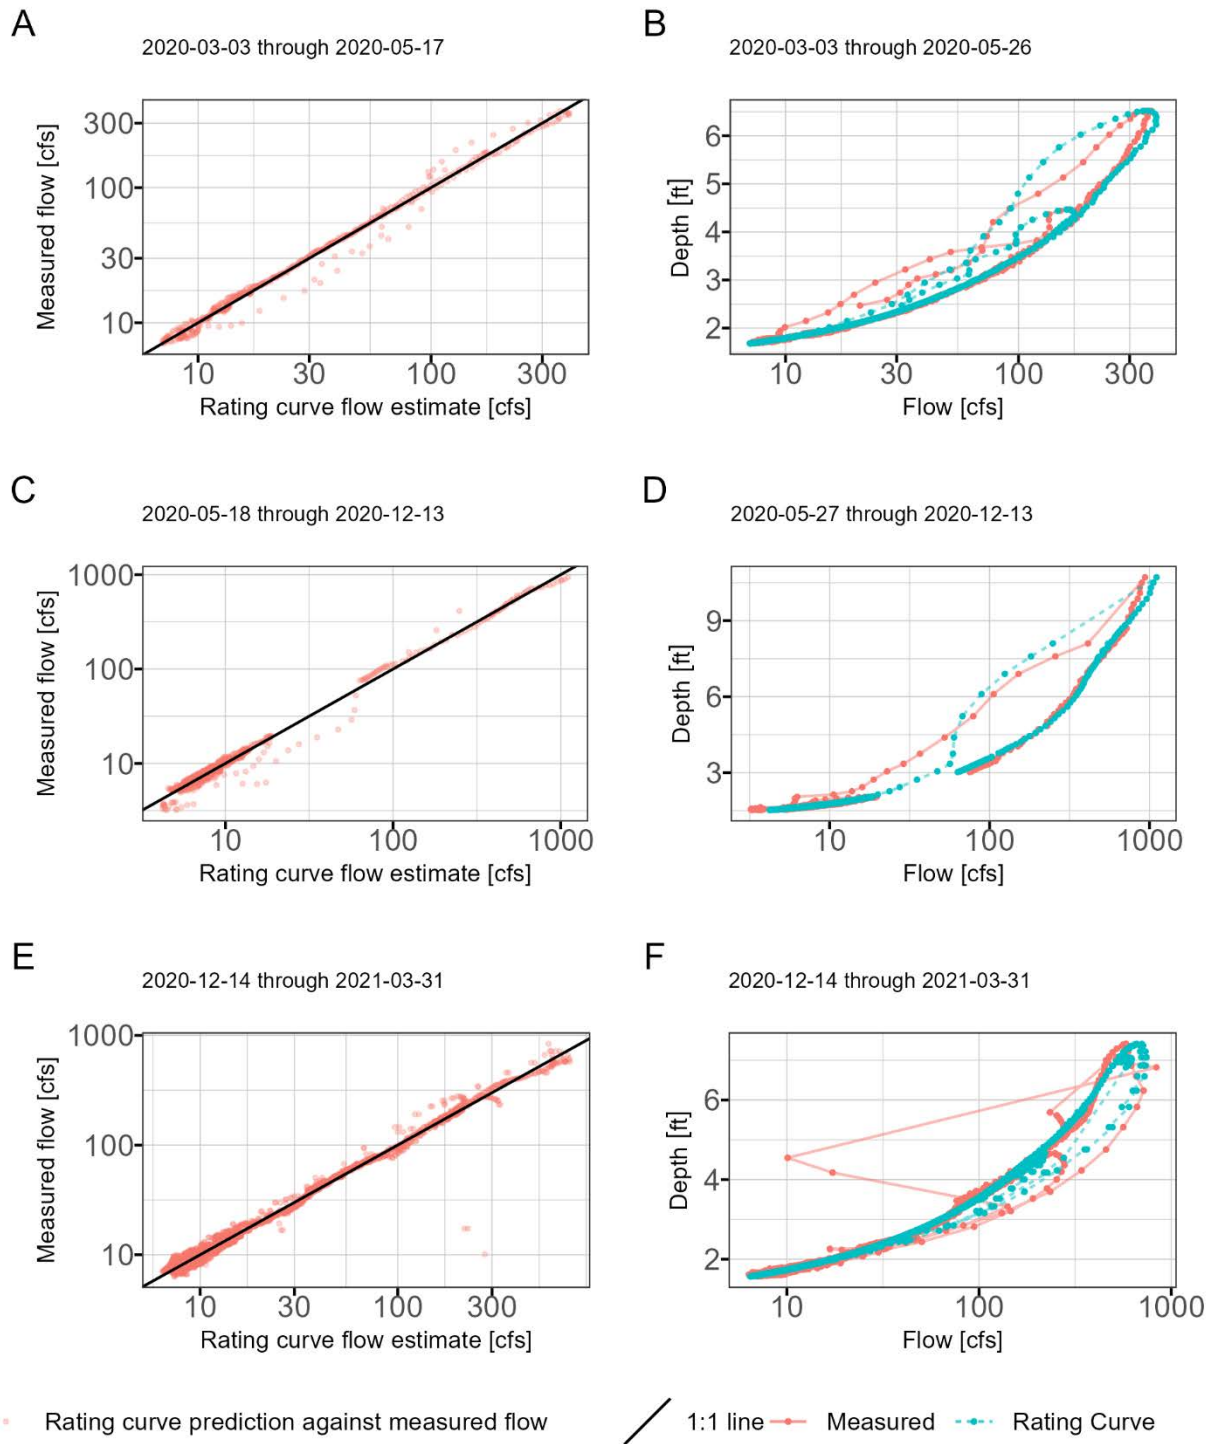 A
2020-03-03 through 2020-05-17
Measured flow [cfs]
300
100
30
10
10 30 100 300
Rating curve flow estimate [cfs]
B
2020-03-03 through 2020-05-26
Depth [ft]
6
5
4
3
2
10 30 100 300
Flow [cfs]
C
2020-05-18 through 2020-12-13
Measured flow [cfs]
1000
100
10
10 100 1000
Rating curve flow estimate [cfs]
D
2020-05-27 through 2020-12-13
Depth [ft]
9
6
3
10 100 1000
Flow [cfs]
E
2020-12-14 through 2021-03-31
Measured flow [cfs]
1000
100
10
10 30 100 300
Rating curve flow estimate [cfs]
F
2020-12-14 through 2021-03-31
Depth [ft]
6
4
2
10 100 1000
Flow [cfs]
Rating curve prediction against measured flow
1:1 line
Measured
Rating Curve